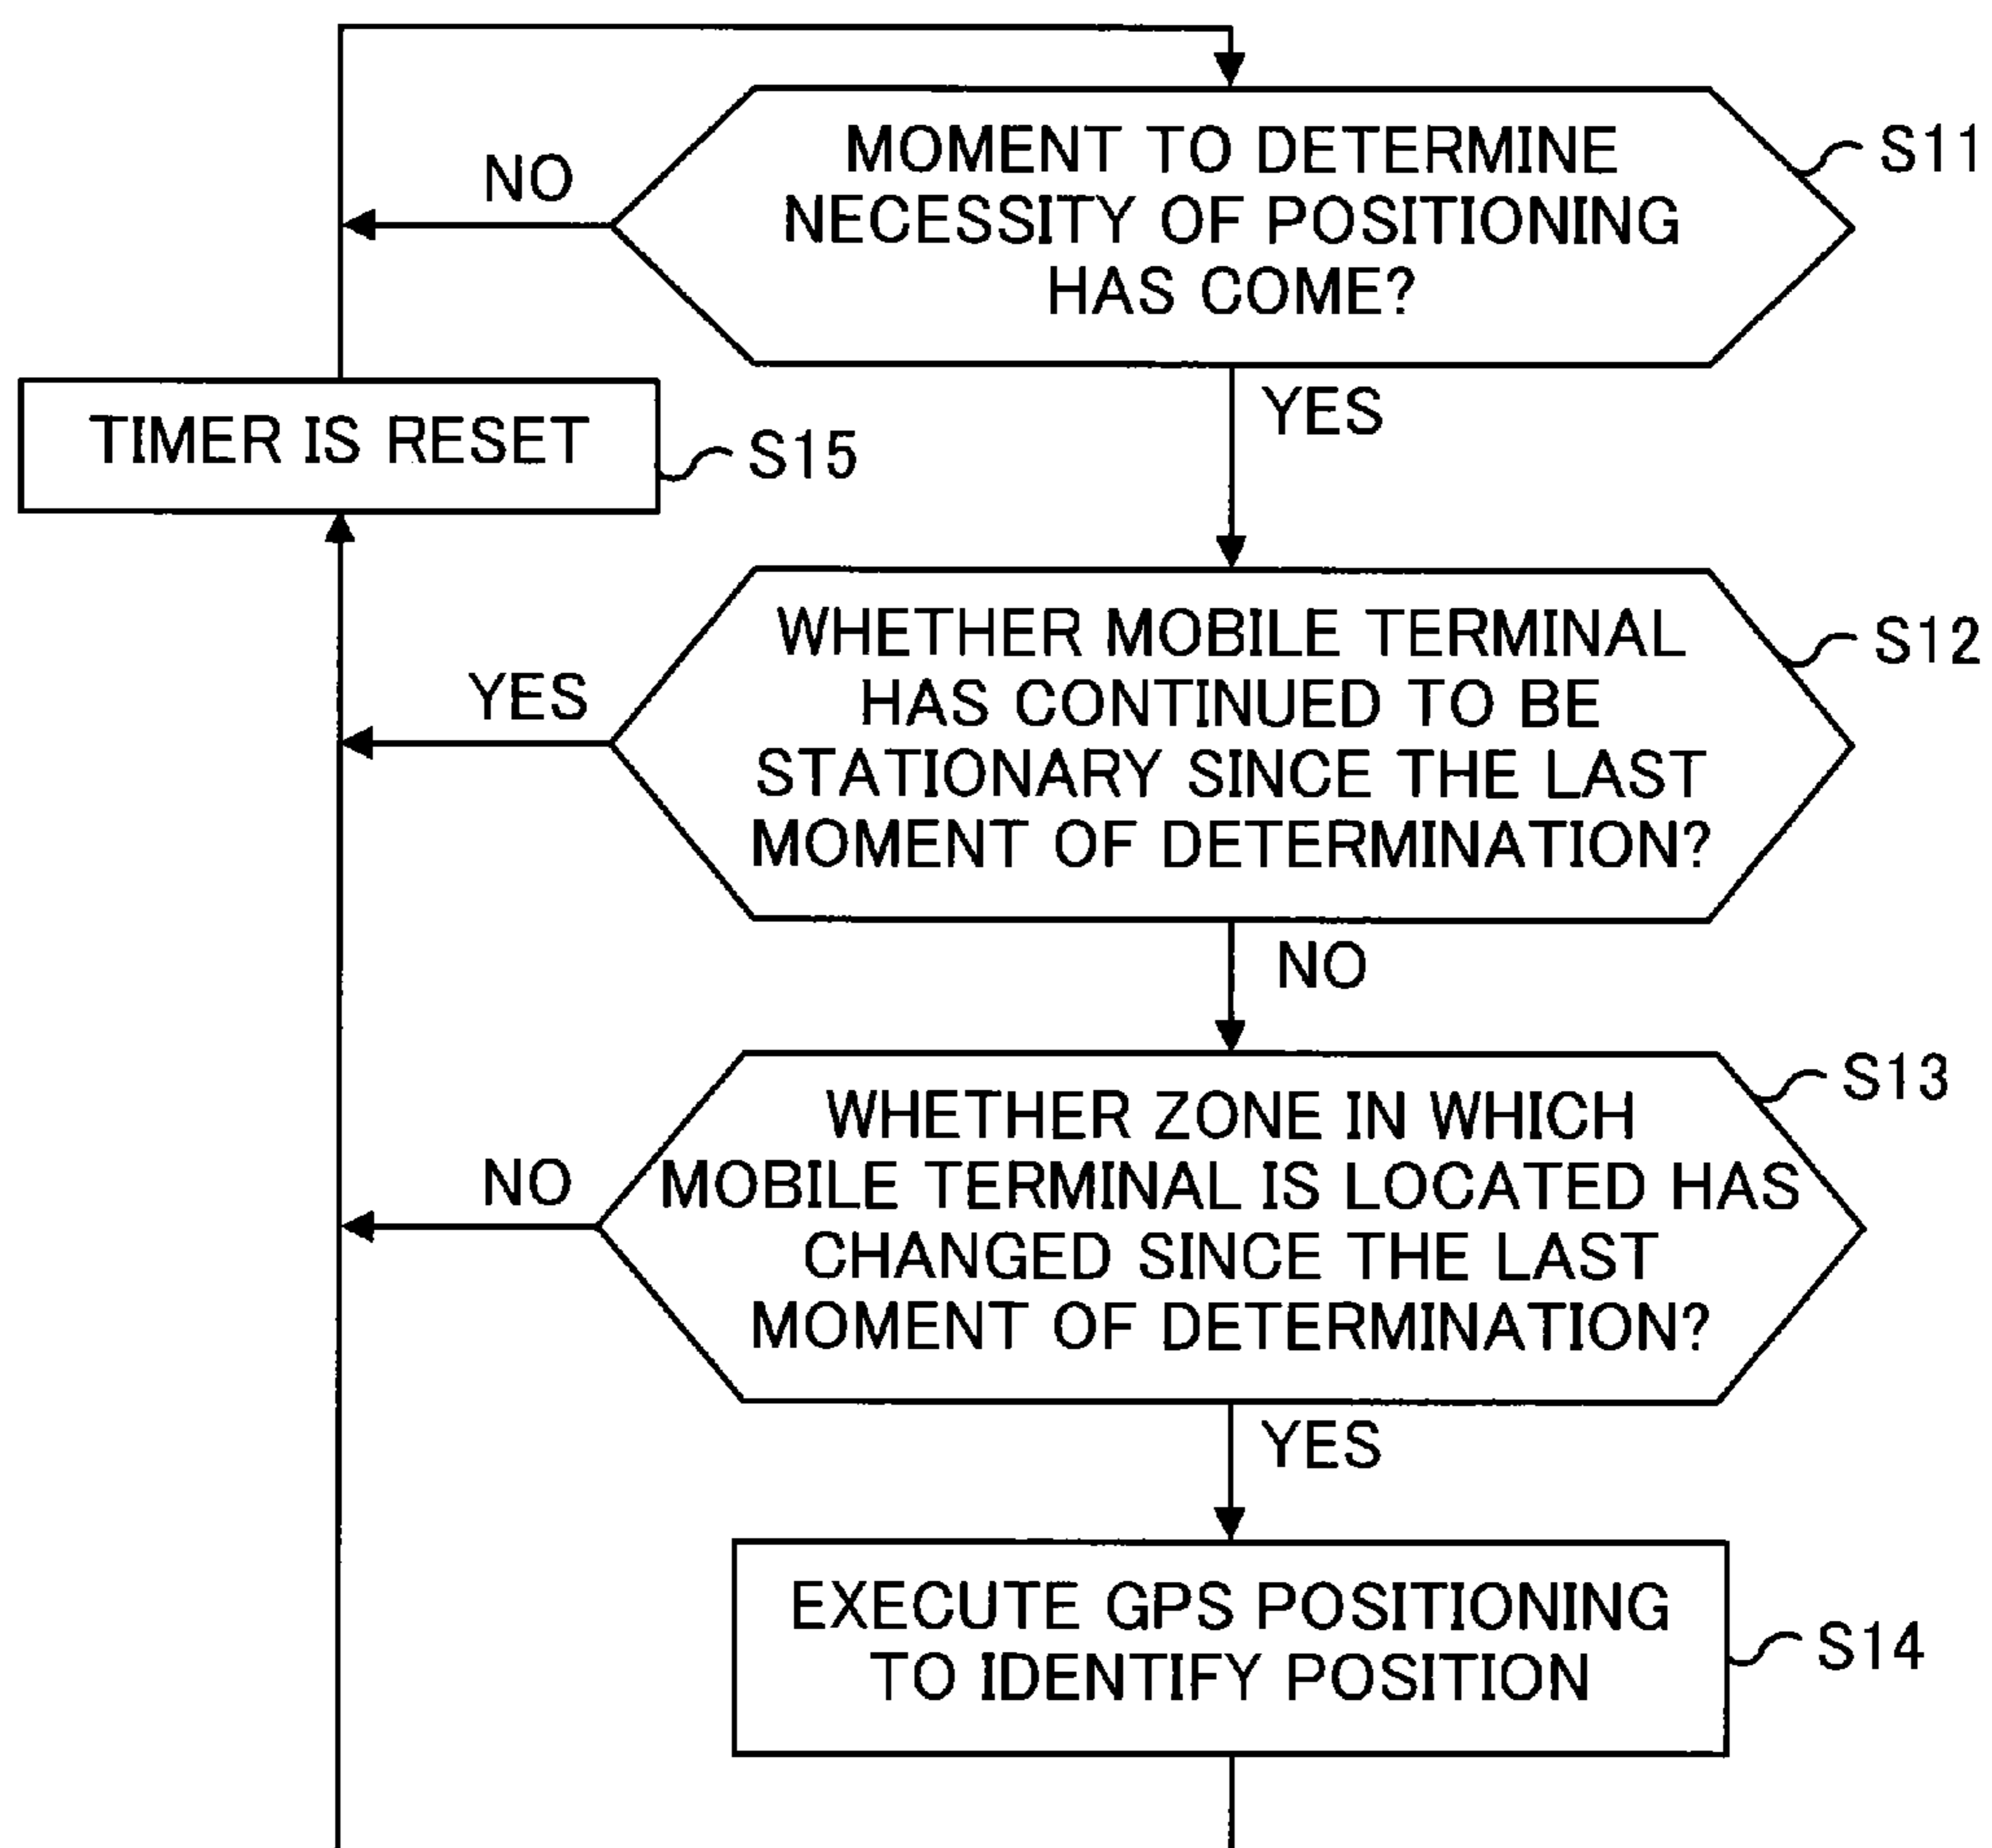 MOMENT TO DETERMINE
NECESSITY OF POSITIONING
HAS COME?
S11
NO
YES
TIMER IS RESET
S15
WHETHER MOBILE TERMINAL
HAS CONTINUED TO BE
STATIONARY SINCE THE LAST
MOMENT OF DETERMINATION?
S12
YES
NO
WHETHER ZONE IN WHICH
MOBILE TERMINAL IS LOCATED HAS
CHANGED SINCE THE LAST
MOMENT OF DETERMINATION?
S13
NO
YES
EXECUTE GPS POSITIONING
TO IDENTIFY POSITION
S14